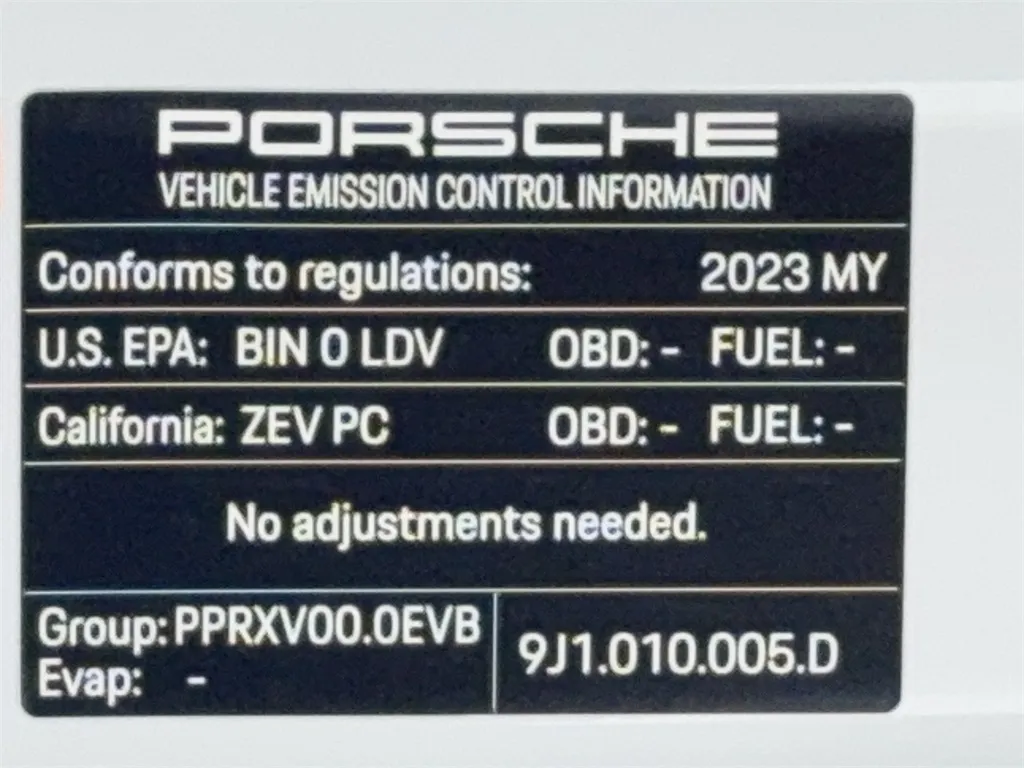 PORSCHE
VEHICLE EMISSION CONTROL INFORMATION
Conforms to regulations: 2023 MY
U.S. EPA: BIN 0 LDV OBD: - FUEL: -
California: ZEV PC OBD: - FUEL: -
No adjustments needed.
Group: PPRXV00.0EVB
Evap: -
9J1.010.005.D